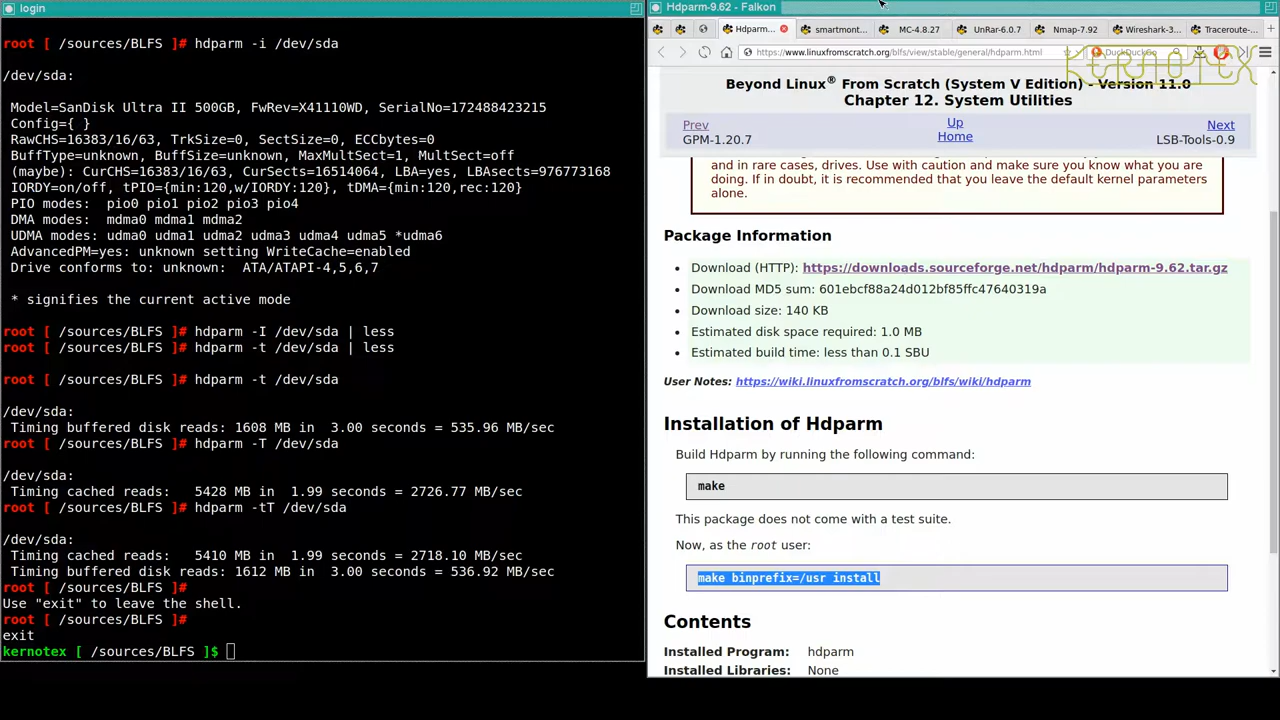 login
root [ /sources/BLFS ]# hdparm -i /dev/sda
/dev/sda:
Model=SanDisk Ultra II 500GB, FwRev=X41110WD, SerialNo=172488423215
Config={ }
RawCHS=16383/16/63, TrkSize=0, SectSize=0, ECCbytes=0
BuffType=unknown, BuffSize=unknown, MaxMultSect=1, MultSect=off
(maybe): CurCHS=16383/16/63, CurSects=16514064, LBA=yes, LBAsects=976773168
IORDY=on/off, tPIO={min:120,w/IORDY:120}, tDMA={min:120,rec:120}
PIO modes:  pio0 pio1 pio2 pio3 pio4
DMA modes:  mdma0 mdma1 mdma2
UDMA modes: udma0 udma1 udma2 udma3 udma4 udma5 *udma6
AdvancedPM=yes: unknown setting WriteCache=enabled
Drive conforms to: unknown:  ATA/ATAPI-4,5,6,7
* signifies the current active mode
root [ /sources/BLFS ]# hdparm -I /dev/sda | less
root [ /sources/BLFS ]# hdparm -t /dev/sda | less
root [ /sources/BLFS ]# hdparm -t /dev/sda
/dev/sda:
Timing buffered disk reads: 1608 MB in  3.00 seconds = 535.96 MB/sec
root [ /sources/BLFS ]# hdparm -T /dev/sda
/dev/sda:
Timing cached reads:   5428 MB in  1.99 seconds = 2726.77 MB/sec
root [ /sources/BLFS ]# hdparm -tT /dev/sda
/dev/sda:
Timing cached reads:   5410 MB in  1.99 seconds = 2718.10 MB/sec
Timing buffered disk reads: 1612 MB in  3.00 seconds = 536.92 MB/sec
root [ /sources/BLFS ]#
Use "exit" to leave the shell.
root [ /sources/BLFS ]#
exit
kernotex [ /sources/BLFS ]$
Hdparm-9.62 - Falkon
Hdparm... smartmont... MC-4.8.27 UnRar-6.0.7 Nmap-7.92 Wireshark-3... Traceroute-...
https://www.linuxfromscratch.org/blfs/view/stable/general/hdparm.html DuckDuckGo
KERNOTEX
Beyond Linux® From Scratch (System V Edition) - Version 11.0
Chapter 12. System Utilities
Prev Up Next
GPM-1.20.7 Home LSB-Tools-0.9
and in rare cases, drives. Use with caution and make sure you know what you are
doing. If in doubt, it is recommended that you leave the default kernel parameters
alone.
Package Information
• Download (HTTP): https://downloads.sourceforge.net/hdparm/hdparm-9.62.tar.gz
• Download MD5 sum: 601ebcf88a24d012bf85ffc47640319a
• Download size: 140 KB
• Estimated disk space required: 1.0 MB
• Estimated build time: less than 0.1 SBU
User Notes: https://wiki.linuxfromscratch.org/blfs/wiki/hdparm
Installation of Hdparm
Build Hdparm by running the following command:
make
This package does not come with a test suite.
Now, as the root user:
make binprefix=/usr install
Contents
Installed Program: hdparm
Installed Libraries: None